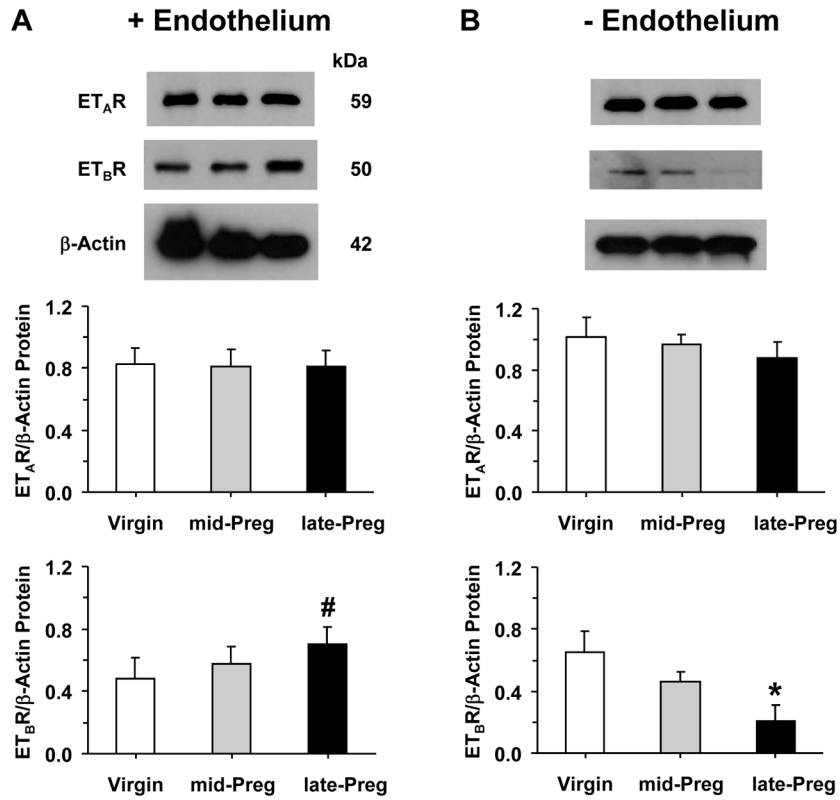 A + Endothelium
kDa
ETAR 59
ETBR 50
β-Actin 42
ETAR/β-Actin Protein
1.2
0.8
0.4
0.0
Virgin mid-Preg late-Preg
ETBR/β-Actin Protein
1.2
0.8
0.4
0.0
#
Virgin mid-Preg late-Preg
B - Endothelium
ETAR/β-Actin Protein
1.2
0.8
0.4
0.0
Virgin mid-Preg late-Preg
ETBR/β-Actin Protein
1.2
0.8
0.4
0.0
*
Virgin mid-Preg late-Preg